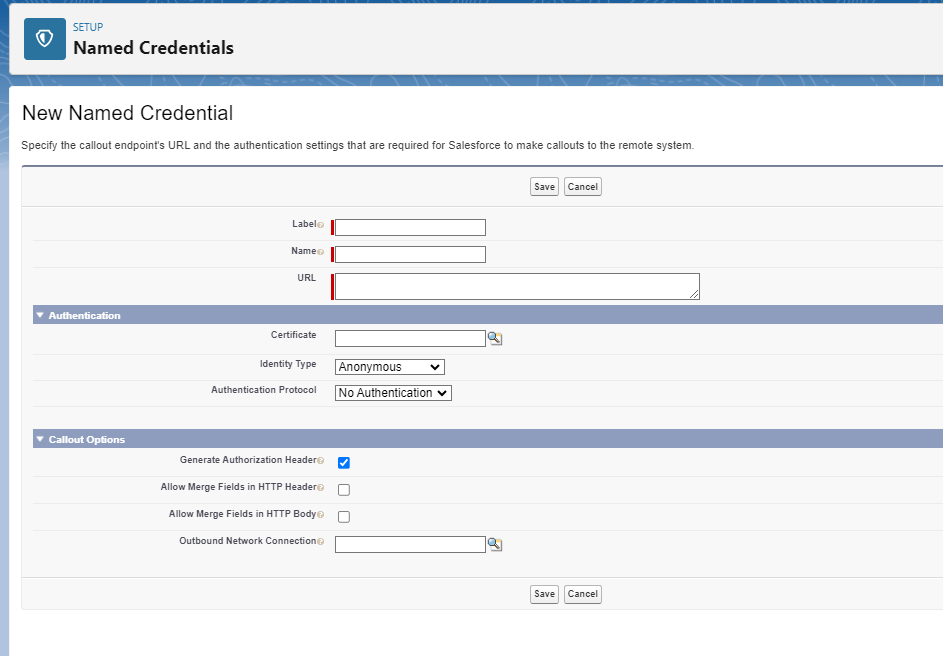 SETUP
Named Credentials
New Named Credential
Specify the callout endpoint's URL and the authentication settings that are required for Salesforce to make callouts to the remote system.
Save Cancel
Label
Name
URL
Authentication
Certificate
Identity Type Anonymous
Authentication Protocol No Authentication
Callout Options
Generate Authorization Header
Allow Merge Fields in HTTP Header
Allow Merge Fields in HTTP Body
Outbound Network Connection
Save Cancel